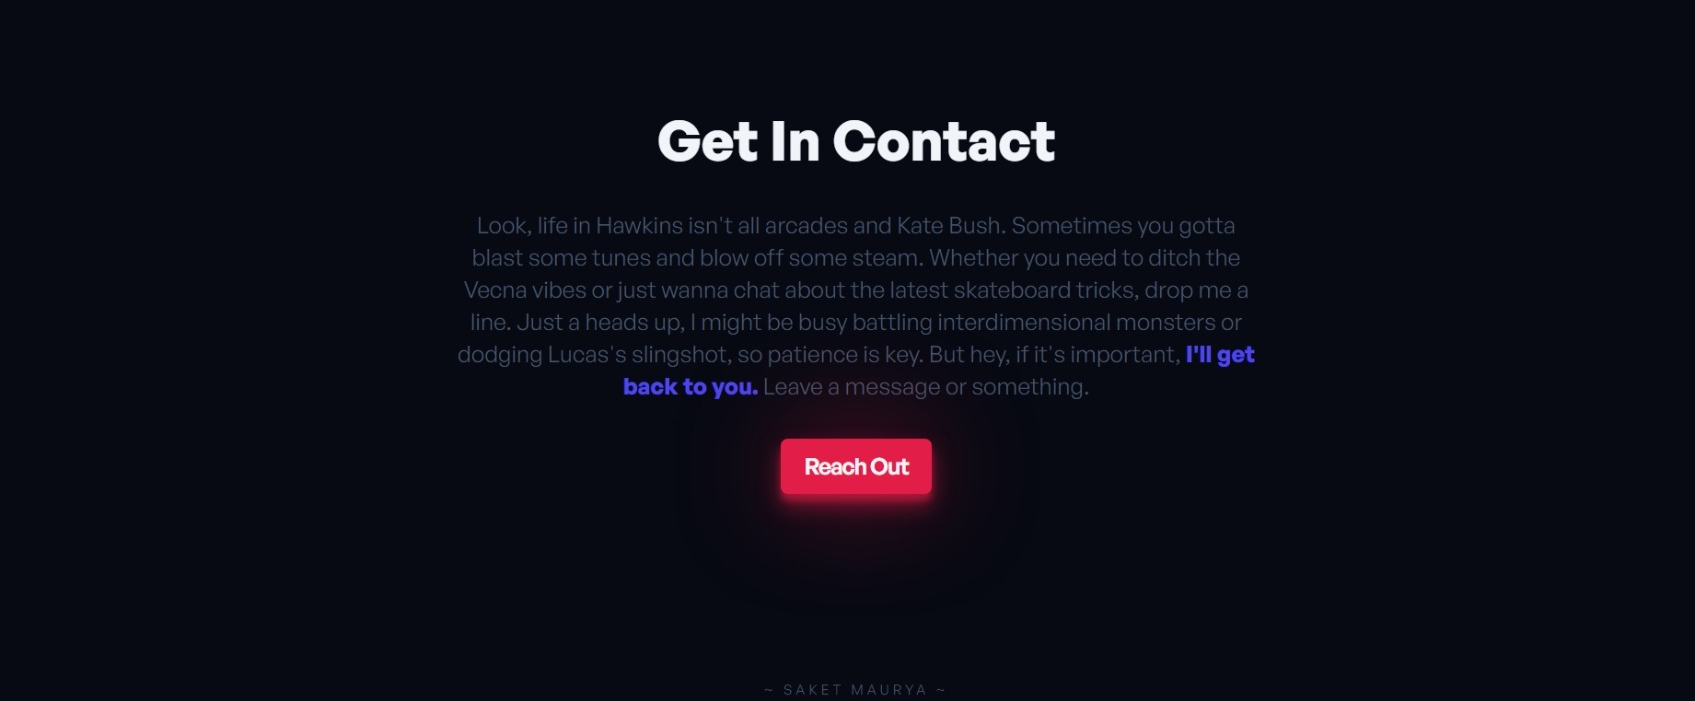 Get In Contact
Look, life in Hawkins isn't all arcades and Kate Bush. Sometimes you gotta
blast some tunes and blow off some steam. Whether you need to ditch the
Vecna vibes or just wanna chat about the latest skateboard tricks, drop me a
line. Just a heads up, I might be busy battling interdimensional monsters or
dodging Lucas's slingshot, so patience is key. But hey, if it's important, I'll get
back to you. Leave a message or something.
Reach Out
~ SAKET MAURYA ~